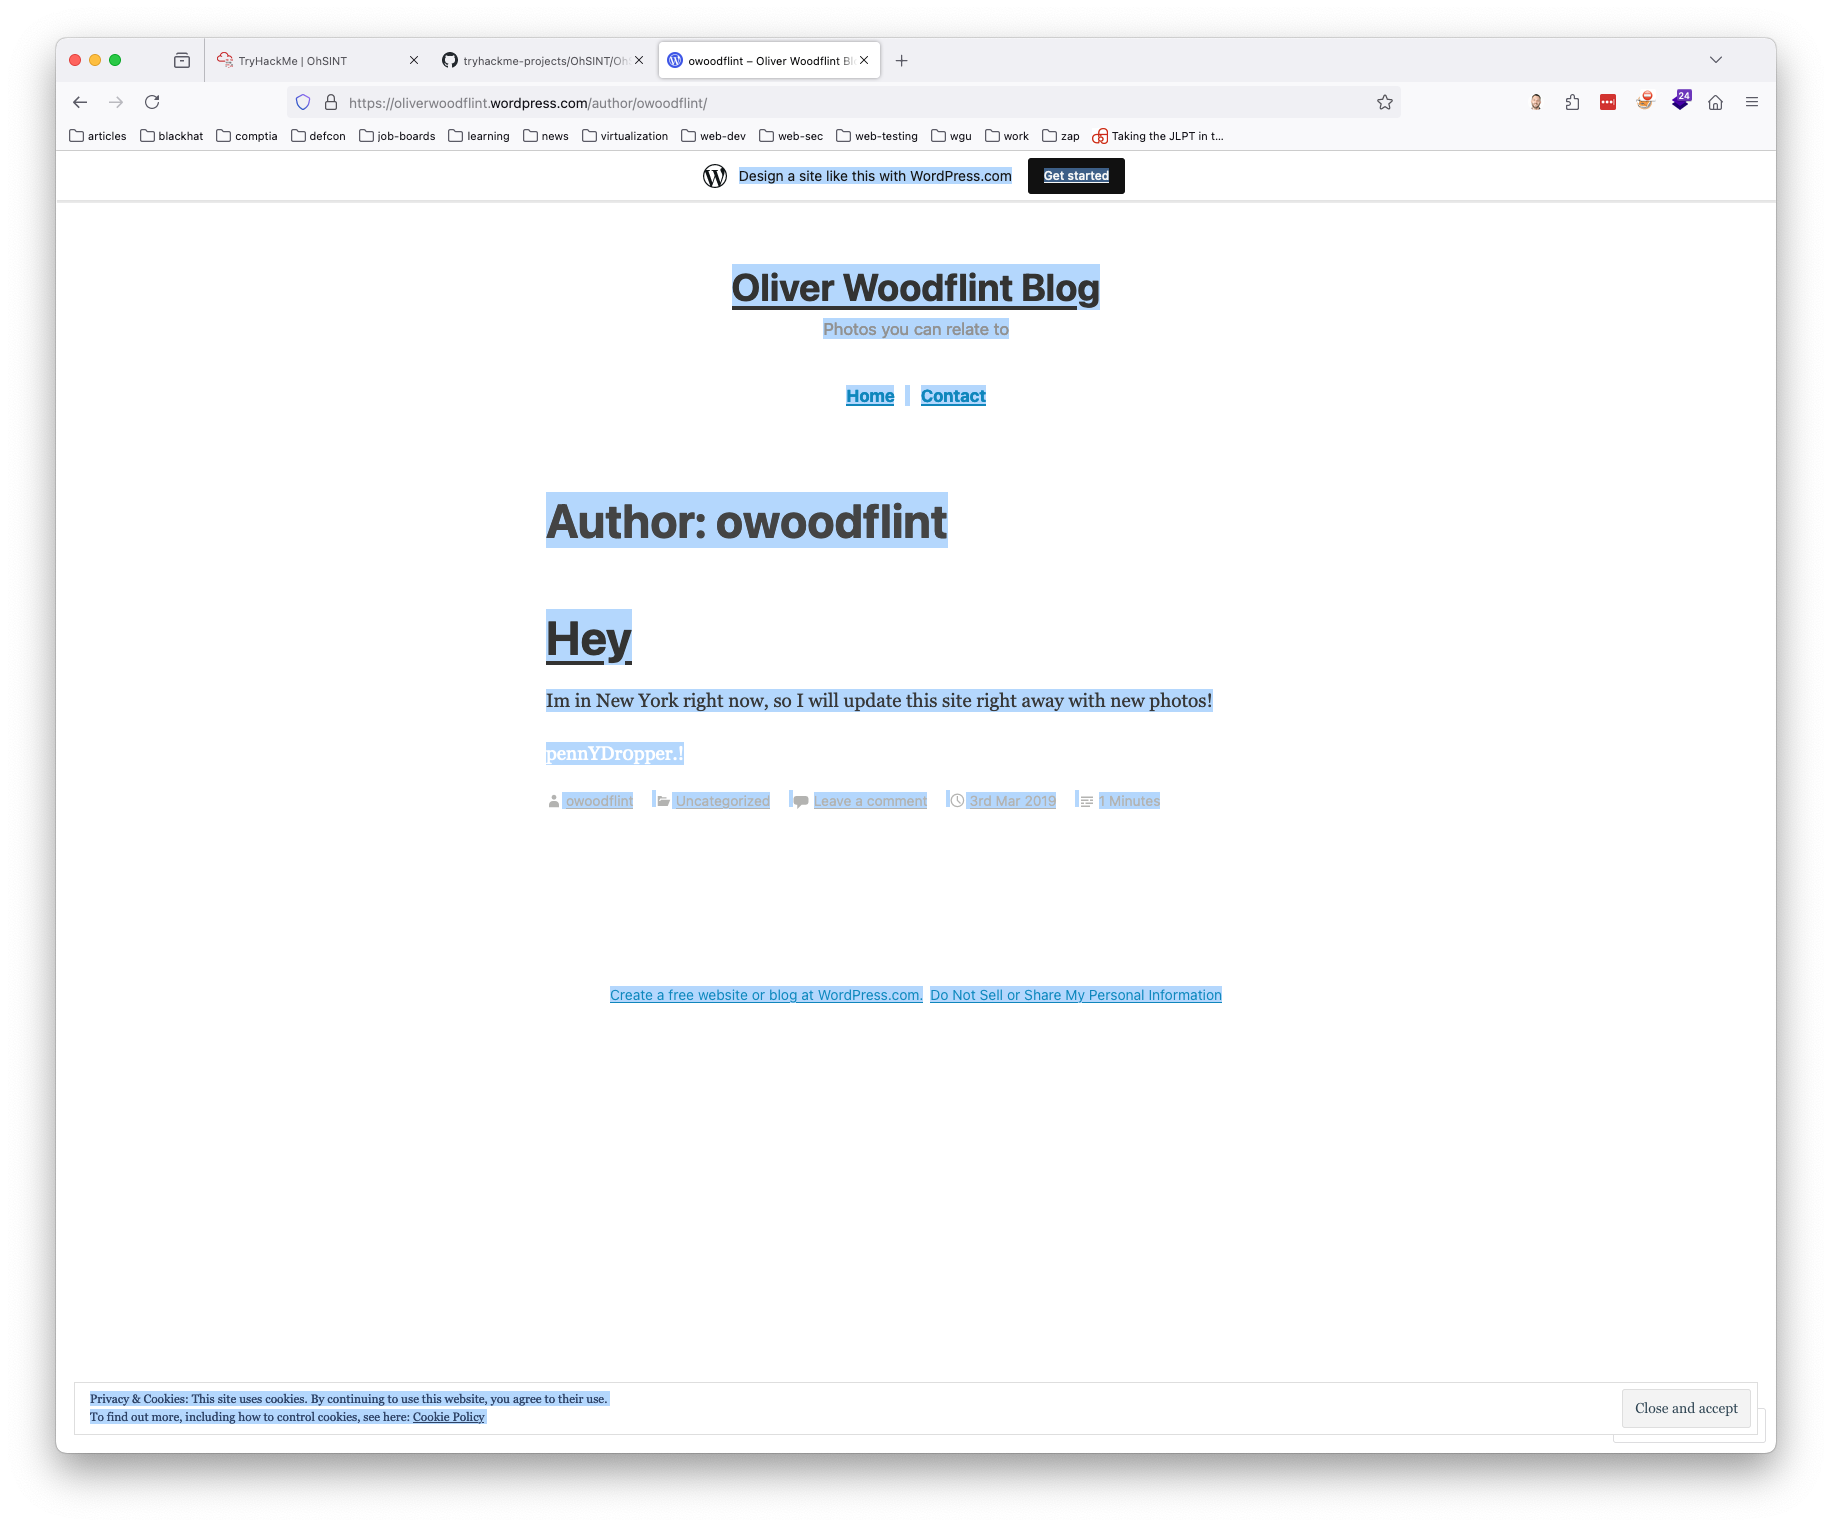 TryHackMe | OhSINT
tryhackme-projects/OhSINT/Oh
owoodflint – Oliver Woodflint Bl
https://oliverwoodflint.wordpress.com/author/owoodflint/
24
articles blackhat comptia defcon job-boards learning news virtualization web-dev web-sec web-testing wgu work zap Taking the JLPT in t...
Design a site like this with WordPress.com Get started
Oliver Woodflint Blog
Photos you can relate to
Home Contact
Author: owoodflint
Hey
Im in New York right now, so I will update this site right away with new photos!
pennYDr0pper.!
owoodflint Uncategorized Leave a comment 3rd Mar 2019 1 Minutes
Create a free website or blog at WordPress.com. Do Not Sell or Share My Personal Information
Privacy & Cookies: This site uses cookies. By continuing to use this website, you agree to their use.
To find out more, including how to control cookies, see here: Cookie Policy
Close and accept